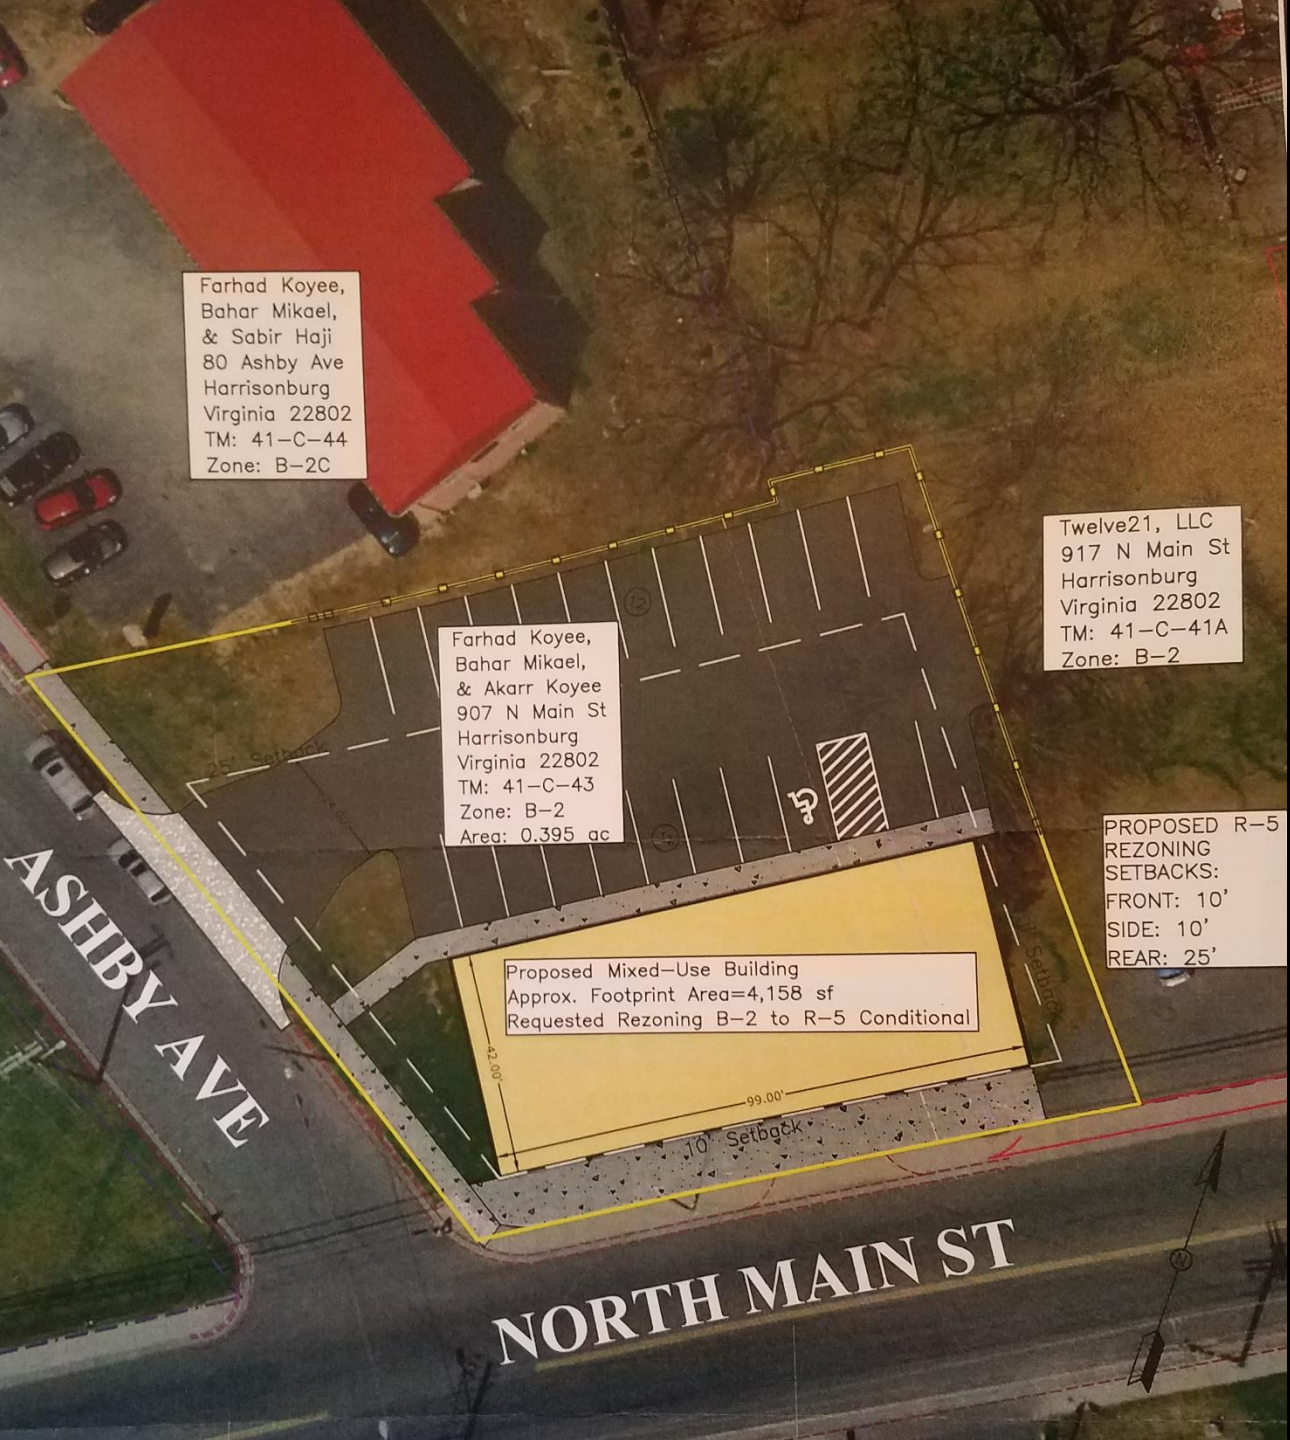 Farhad Koyee,
Bahar Mikael,
& Sabir Haji
80 Ashby Ave
Harrisonburg
Virginia 22802
TM: 41-C-44
Zone: B-2C
Twelve21, LLC
917 N Main St
Harrisonburg
Virginia 22802
TM: 41-C-41A
Zone: B-2
12
Farhad Koyee,
Bahar Mikael,
& Akarr Koyee
907 N Main St
Harrisonburg
Virginia 22802
TM: 41-C-43
Zone: B-2
Area: 0.395 ac
25' Setback
PROPOSED R-5
REZONING
SETBACKS:
FRONT: 10'
SIDE: 10'
REAR: 25'
ASHBY AVE
Proposed Mixed-Use Building
Approx. Footprint Area=4,158 sf
Requested Rezoning B-2 to R-5 Conditional
Setback
42.00'
99.00'
10' Setback
NORTH MAIN ST
N